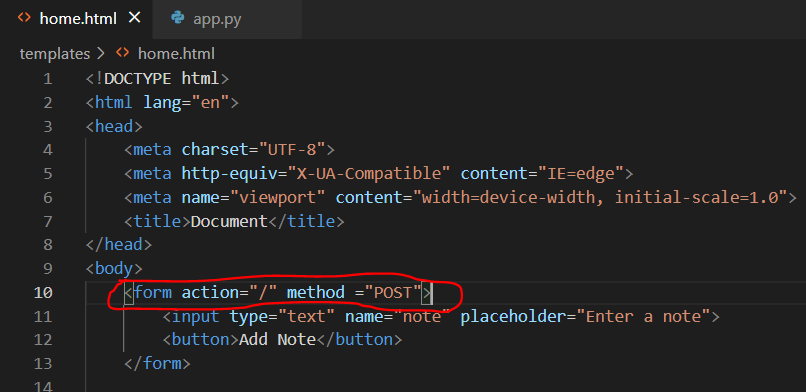 home.html
app.py
templates > home.html
1 <!DOCTYPE html>
2 <html lang="en">
3 <head>
4 <meta charset="UTF-8">
5 <meta http-equiv="X-UA-Compatible" content="IE=edge">
6 <meta name="viewport" content="width=device-width, initial-scale=1.0">
7 <title>Document</title>
8 </head>
9 <body>
10 <form action="/" method ="POST">
11 <input type="text" name="note" placeholder="Enter a note">
12 <button>Add Note</button>
13 </form>
14